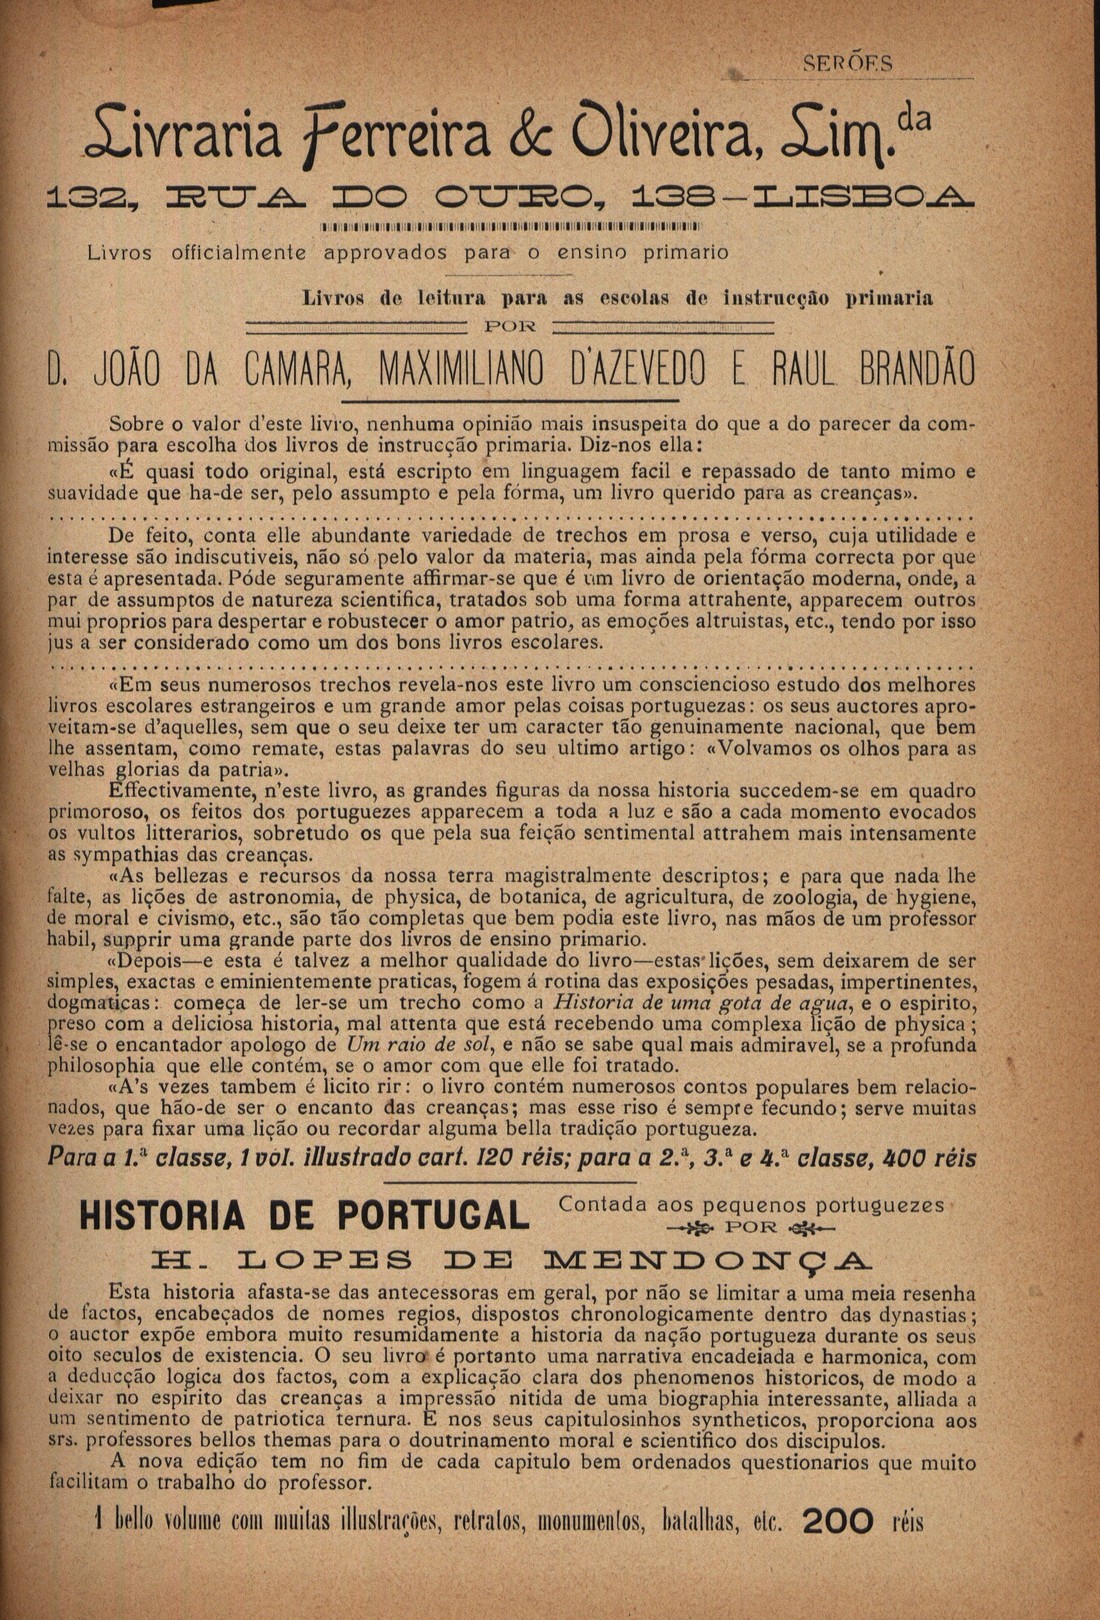 SERÕES
Livraria Ferreira & Oliveira, Lim.da
132, RUA DO OURO, 138—LISBOA
Livros officialmente approvados para o ensino primario
Livros de leitura para as escolas de instrucção primaria
POR
D. JOÃO DA CAMARA, MAXIMILIANO D'AZEVEDO E RAUL BRANDÃO
Sobre o valor d'este livro, nenhuma opinião mais insuspeita do que a do parecer da com-
missão para escolha dos livros de instrucção primaria. Diz-nos ella:
«É quasi todo original, está escripto em linguagem facil e repassado de tanto mimo e
suavidade que ha-de ser, pelo assumpto e pela fórma, um livro querido para as creanças».
De feito, conta elle abundante variedade de trechos em prosa e verso, cuja utilidade e
interesse são indiscutiveis, não só pelo valor da materia, mas ainda pela fórma correcta por que
esta é apresentada. Póde seguramente affirmar-se que é um livro de orientação moderna, onde, a
par de assumptos de natureza scientifica, tratados sob uma forma attrahente, apparecem outros
mui proprios para despertar e robustecer o amor patrio, as emoções altruistas, etc., tendo por isso
jus a ser considerado como um dos bons livros escolares.
«Em seus numerosos trechos revela-nos este livro um consciencioso estudo dos melhores
livros escolares estrangeiros e um grande amor pelas coisas portuguezas: os seus auctores apro-
veitam-se d'aquelles, sem que o seu deixe ter um caracter tão genuinamente nacional, que bem
lhe assentam, como remate, estas palavras do seu ultimo artigo: «Volvamos os olhos para as
velhas glorias da patria».
Effectivamente, n'este livro, as grandes figuras da nossa historia succedem-se em quadro
primoroso, os feitos dos portuguezes apparecem a toda a luz e são a cada momento evocados
os vultos litterarios, sobretudo os que pela sua feição sentimental attrahem mais intensamente
as sympathias das creanças.
«As bellezas e recursos da nossa terra magistralmente descriptos; e para que nada lhe
falte, as lições de astronomia, de physica, de botanica, de agricultura, de zoologia, de hygiene,
de moral e civismo, etc., são tão completas que bem podia este livro, nas mãos de um professor
habil, supprir uma grande parte dos livros de ensino primario.
«Depois—e esta é talvez a melhor qualidade do livro—estas lições, sem deixarem de ser
simples, exactas e eminientemente praticas, fogem á rotina das exposições pesadas, impertinentes,
dogmaticas: começa de ler-se um trecho como a Historia de uma gota de agua, e o espirito,
preso com a deliciosa historia, mal attenta que está recebendo uma complexa lição de physica;
lê-se o encantador apologo de Um raio de sol, e não se sabe qual mais admiravel, se a profunda
philosophia que elle contém, se o amor com que elle foi tratado.
«A's vezes tambem é licito rir: o livro contém numerosos contos populares bem relacio-
nados, que hão-de ser o encanto das creanças; mas esse riso é sempre fecundo; serve muitas
vezes para fixar uma lição ou recordar alguma bella tradição portugueza.
Para a 1.ª classe, 1 vol. illustrado cart. 120 réis; para a 2.ª, 3.ª e 4.ª classe, 400 réis
HISTORIA DE PORTUGAL Contada aos pequenos portuguezes
POR
H. LOPES DE MENDONÇA
Esta historia afasta-se das antecessoras em geral, por não se limitar a uma meia resenha
de factos, encabeçados de nomes regios, dispostos chronologicamente dentro das dynastias;
o auctor expõe embora muito resumidamente a historia da nação portugueza durante os seus
oito seculos de existencia. O seu livro é portanto uma narrativa encadeiada e harmonica, com
a deducção logica dos factos, com a explicação clara dos phenomenos historicos, de modo a
deixar no espirito das creanças a impressão nitida de uma biographia interessante, alliada a
um sentimento de patriotica ternura. E nos seus capitulosinhos syntheticos, proporciona aos
srs. professores bellos themas para o doutrinamento moral e scientifico dos discipulos.
A nova edição tem no fim de cada capitulo bem ordenados questionarios que muito
facilitam o trabalho do professor.
1 bello volume com muitas illustrações, retratos, monumentos, batalhas, etc. 200 réis